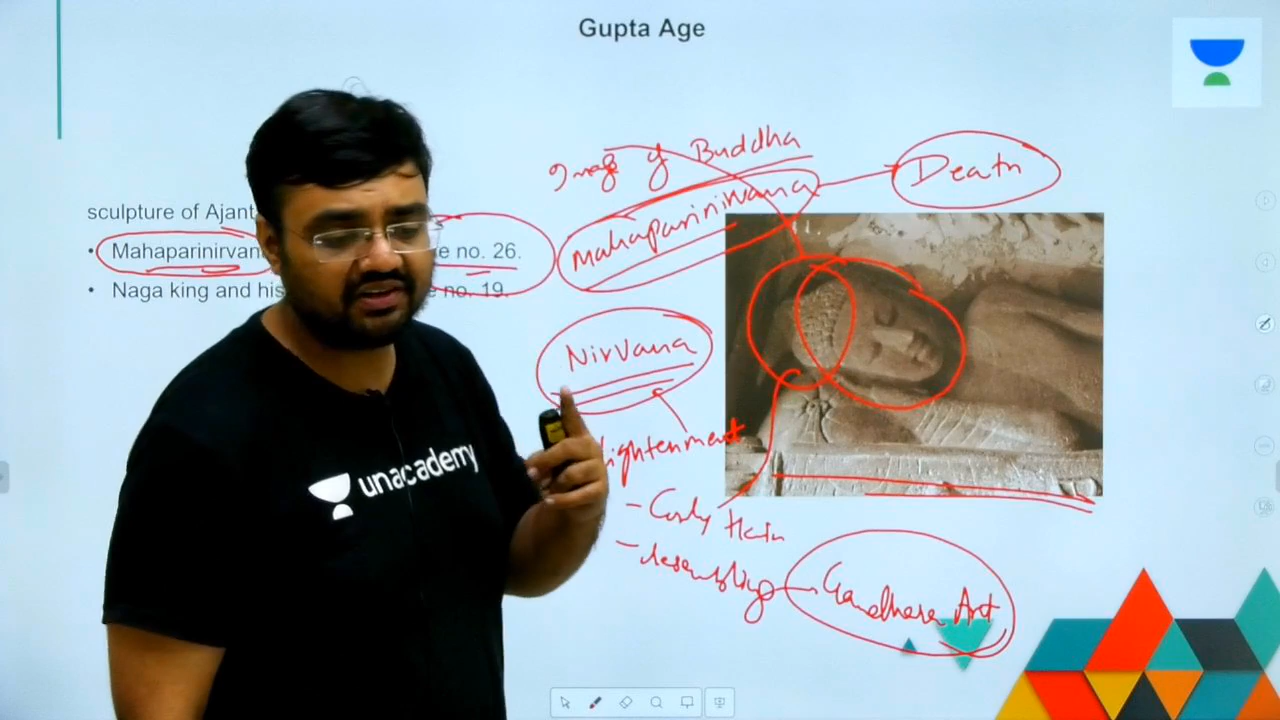 Gupta Age
Image of Buddha
Death
Mahaparinirvana
sculpture of Ajant
• Mahaparinirvan e no. 26.
• Naga king and his e no. 19.
Nirvana
lightenment
- Curly Hair
- resembling Gandhara Art
unacademy